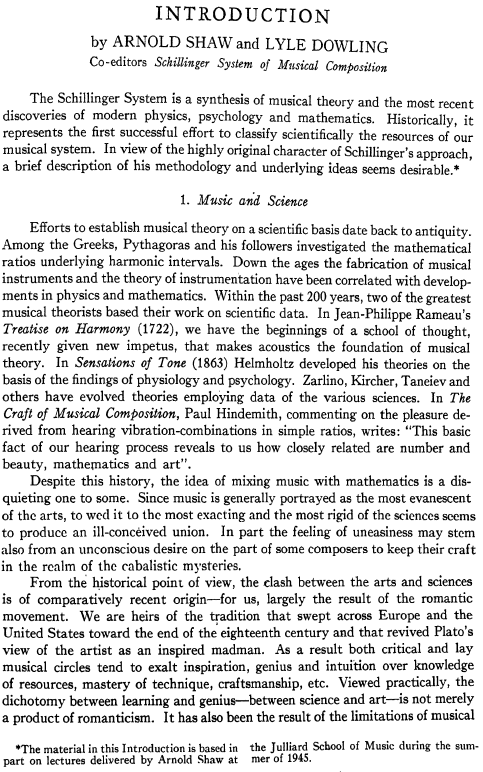 INTRODUCTION
by ARNOLD SHAW and LYLE DOWLING
Co-editors Schillinger System of Musical Composition
The Schillinger System is a synthesis of musical theory and the most recent
discoveries of modern physics, psychology and mathematics. Historically, it
represents the first successful effort to classify scientifically the resources of our
musical system. In view of the highly original character of Schillinger's approach,
a brief description of his methodology and underlying ideas seems desirable.*
1. Music and Science
Efforts to establish musical theory on a scientific basis date back to antiquity.
Among the Greeks, Pythagoras and his followers investigated the mathematical
ratios underlying harmonic intervals. Down the ages the fabrication of musical
instruments and the theory of instrumentation have been correlated with develop-
ments in physics and mathematics. Within the past 200 years, two of the greatest
musical theorists based their work on scientific data. In Jean-Philippe Rameau's
Treatise on Harmony (1722), we have the beginnings of a school of thought,
recently given new impetus, that makes acoustics the foundation of musical
theory. In Sensations of Tone (1863) Helmholtz developed his theories on the
basis of the findings of physiology and psychology. Zarlino, Kircher, Taneiev and
others have evolved theories employing data of the various sciences. In The
Craft of Musical Composition, Paul Hindemith, commenting on the pleasure de-
rived from hearing vibration-combinations in simple ratios, writes: "This basic
fact of our hearing process reveals to us how closely related are number and
beauty, mathematics and art".
Despite this history, the idea of mixing music with mathematics is a dis-
quieting one to some. Since music is generally portrayed as the most evanescent
of the arts, to wed it to the most exacting and the most rigid of the sciences seems
to produce an ill-conceived union. In part the feeling of uneasiness may stem
also from an unconscious desire on the part of some composers to keep their craft
in the realm of the cabalistic mysteries.
From the historical point of view, the clash between the arts and sciences
is of comparatively recent origin—for us, largely the result of the romantic
movement. We are heirs of the tradition that swept across Europe and the
United States toward the end of the eighteenth century and that revived Plato's
view of the artist as an inspired madman. As a result both critical and lay
musical circles tend to exalt inspiration, genius and intuition over knowledge
of resources, mastery of technique, craftsmanship, etc. Viewed practically, the
dichotomy between learning and genius—between science and art—is not merely
a product of romanticism. It has also been the result of the limitations of musical
*The material in this Introduction is based in
part on lectures delivered by Arnold Shaw at
the Julliard School of Music during the sum-
mer of 1945.